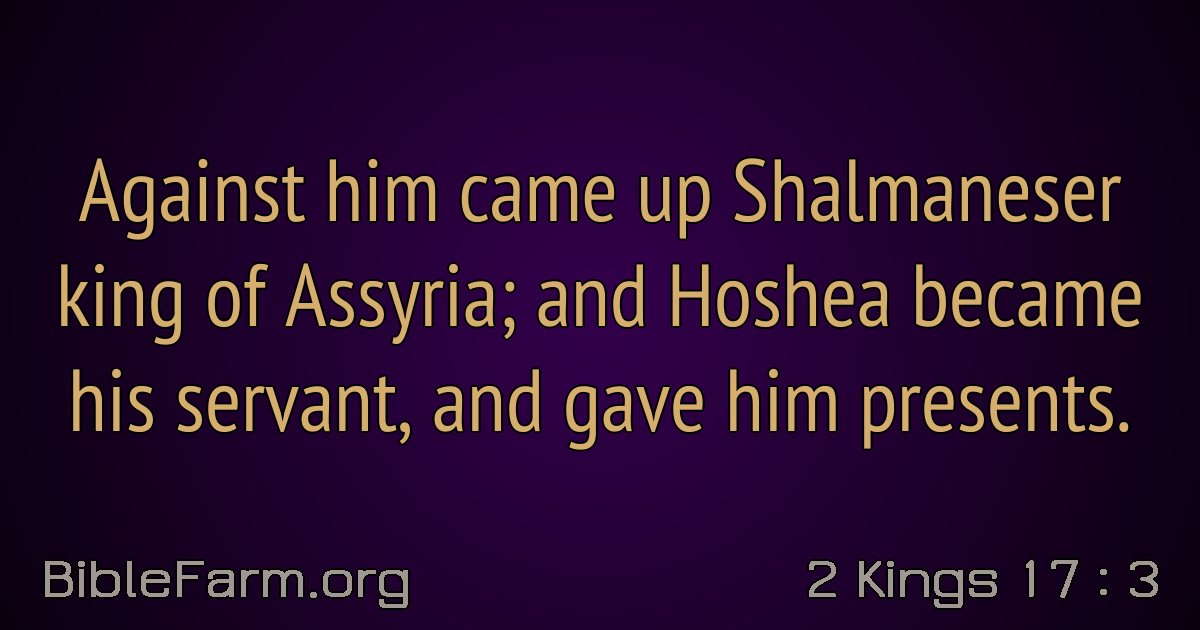 Against him came up Shalmaneser
king of Assyria; and Hoshea became
his servant, and gave him presents.
BibleFarm.org
2 Kings 17 : 3